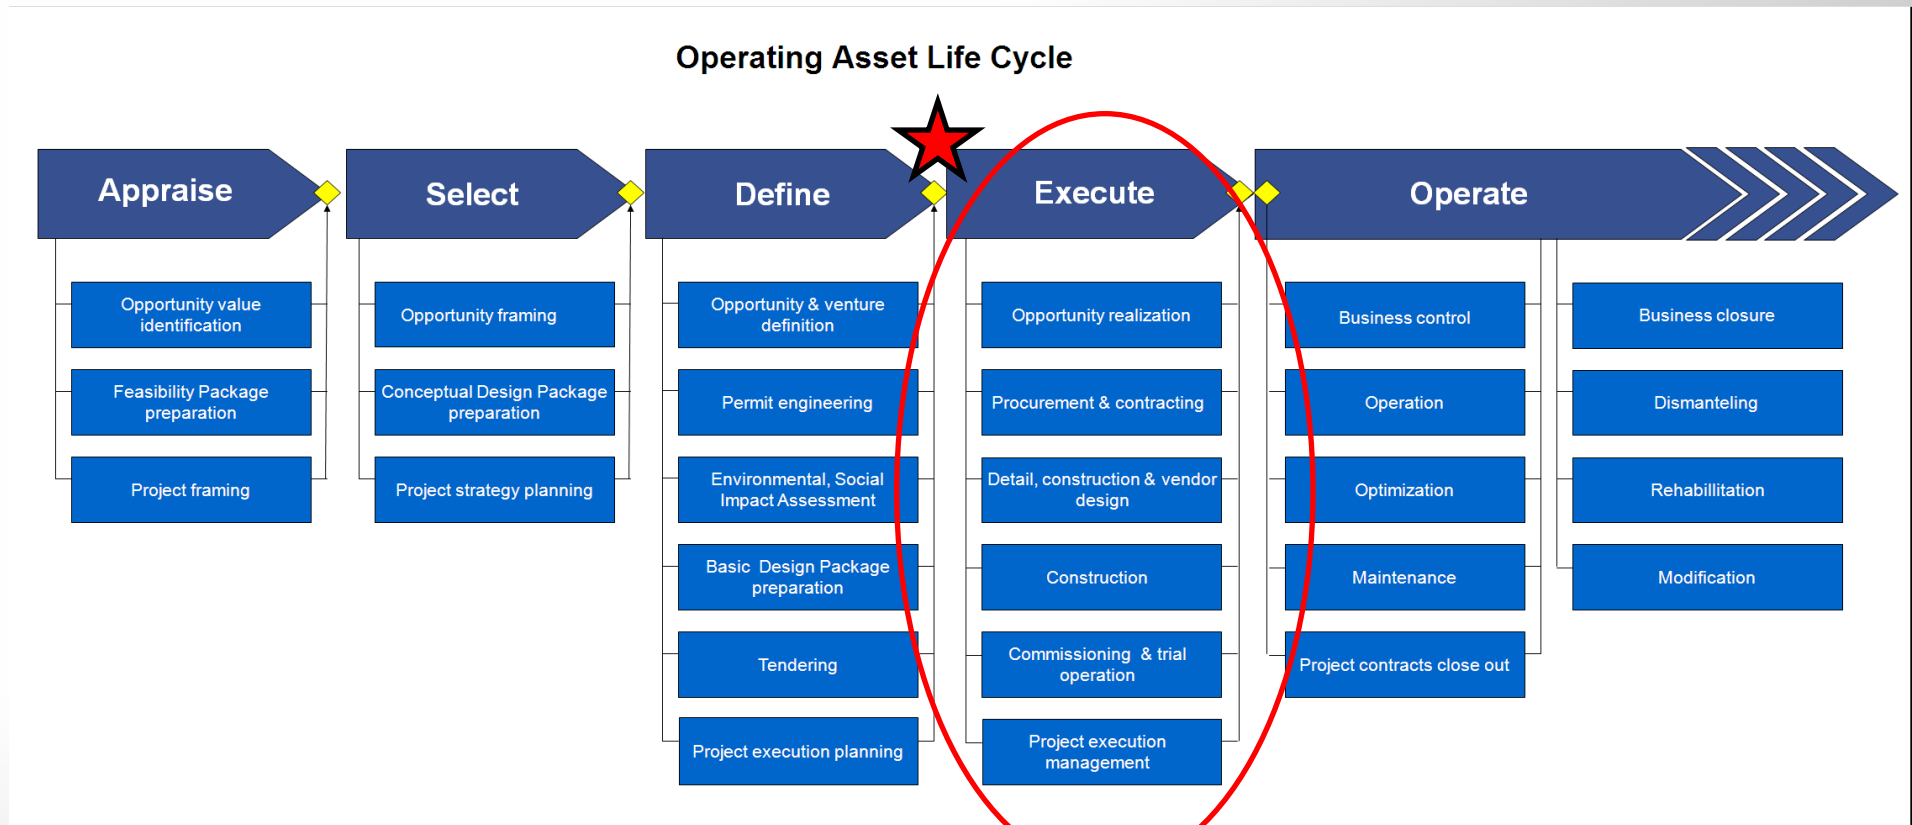 Operating Asset Life Cycle
Appraise
Select
Define
Execute
Operate
Opportunity value
identification
Feasibility Package
preparation
Project framing
Opportunity framing
Conceptual Design Package
preparation
Project strategy planning
Opportunity & venture
definition
Permit engineering
Environmental, Social
Impact Assessment
Basic Design Package
preparation
Tendering
Project execution planning
Opportunity realization
Procurement & contracting
Detail, construction & vendor
design
Construction
Commissioning & trial
operation
Project execution
management
Business control
Operation
Optimization
Maintenance
Project contracts close out
Business closure
Dismanteling
Rehabillitation
Modification